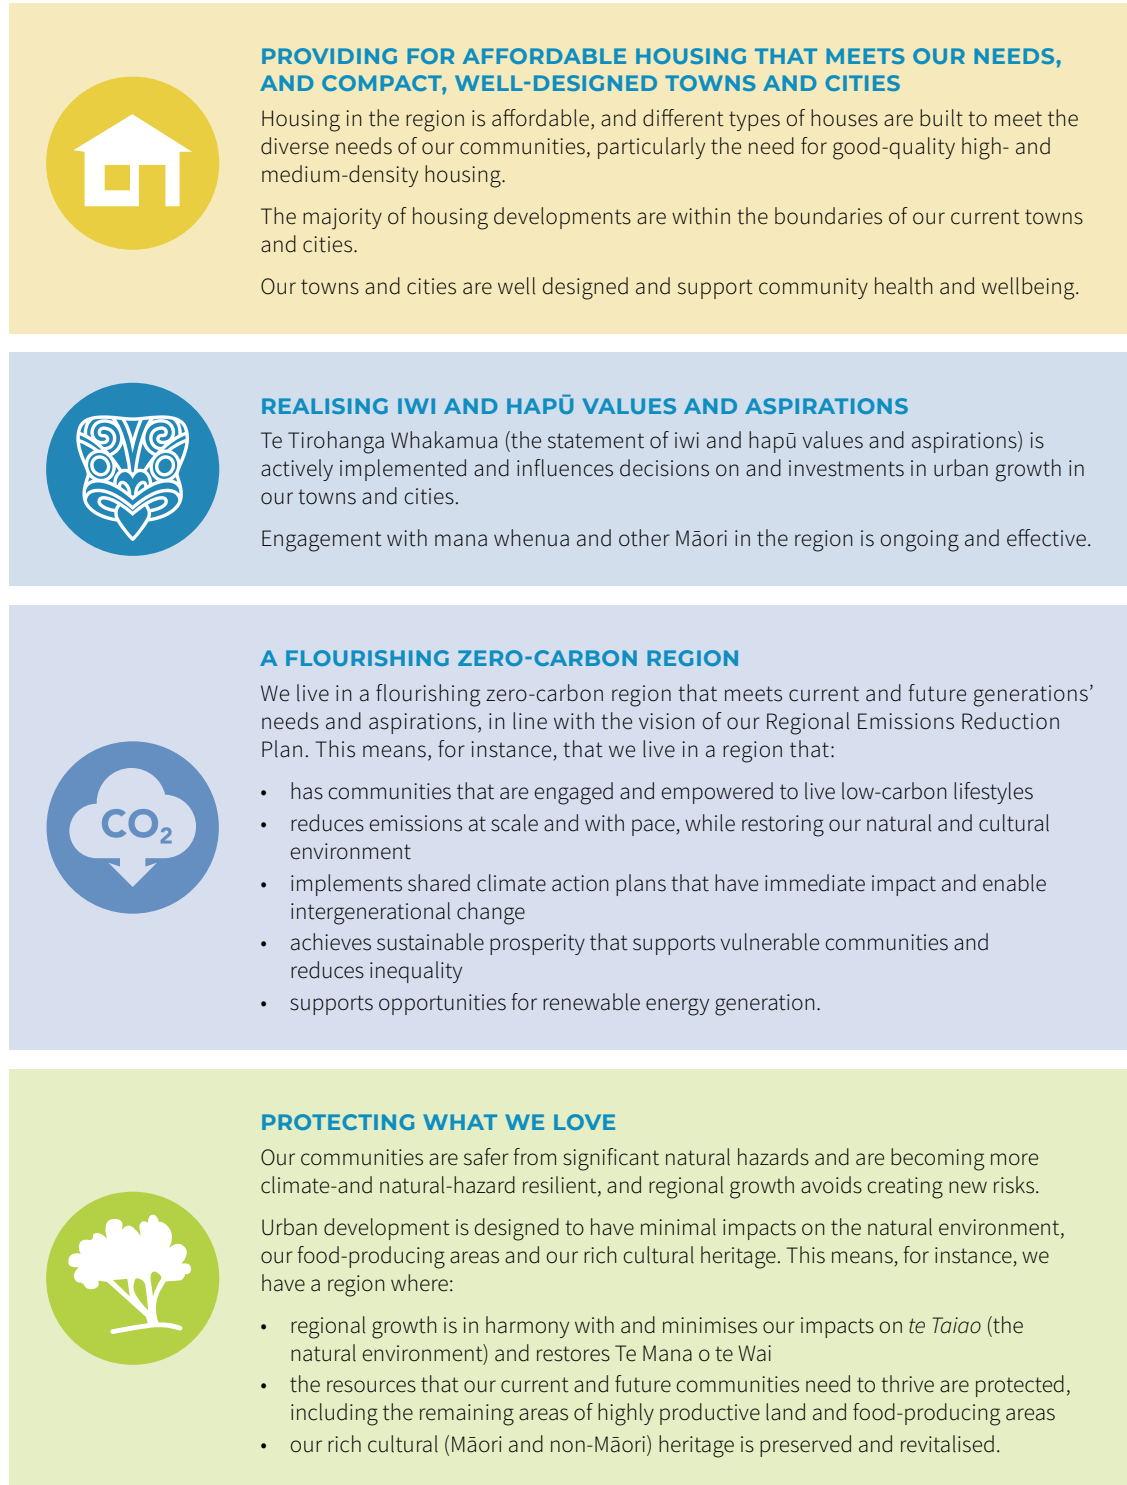 PROVIDING FOR AFFORDABLE HOUSING THAT MEETS OUR NEEDS,
AND COMPACT, WELL-DESIGNED TOWNS AND CITIES
Housing in the region is affordable, and different types of houses are built to meet the
diverse needs of our communities, particularly the need for good-quality high- and
medium-density housing.
The majority of housing developments are within the boundaries of our current towns
and cities.
Our towns and cities are well designed and support community health and wellbeing.
REALISING IWI AND HAPŪ VALUES AND ASPIRATIONS
Te Tirohanga Whakamua (the statement of iwi and hapū values and aspirations) is
actively implemented and influences decisions on and investments in urban growth in
our towns and cities.
Engagement with mana whenua and other Māori in the region is ongoing and effective.
A FLOURISHING ZERO-CARBON REGION
We live in a flourishing zero-carbon region that meets current and future generations’
needs and aspirations, in line with the vision of our Regional Emissions Reduction
Plan. This means, for instance, that we live in a region that:
• has communities that are engaged and empowered to live low-carbon lifestyles
• reduces emissions at scale and with pace, while restoring our natural and cultural
environment
• implements shared climate action plans that have immediate impact and enable
intergenerational change
• achieves sustainable prosperity that supports vulnerable communities and
reduces inequality
• supports opportunities for renewable energy generation.
CO₂
PROTECTING WHAT WE LOVE
Our communities are safer from significant natural hazards and are becoming more
climate-and natural-hazard resilient, and regional growth avoids creating new risks.
Urban development is designed to have minimal impacts on the natural environment,
our food-producing areas and our rich cultural heritage. This means, for instance, we
have a region where:
• regional growth is in harmony with and minimises our impacts on te Taiao (the
natural environment) and restores Te Mana o te Wai
• the resources that our current and future communities need to thrive are protected,
including the remaining areas of highly productive land and food-producing areas
• our rich cultural (Māori and non-Māori) heritage is preserved and revitalised.